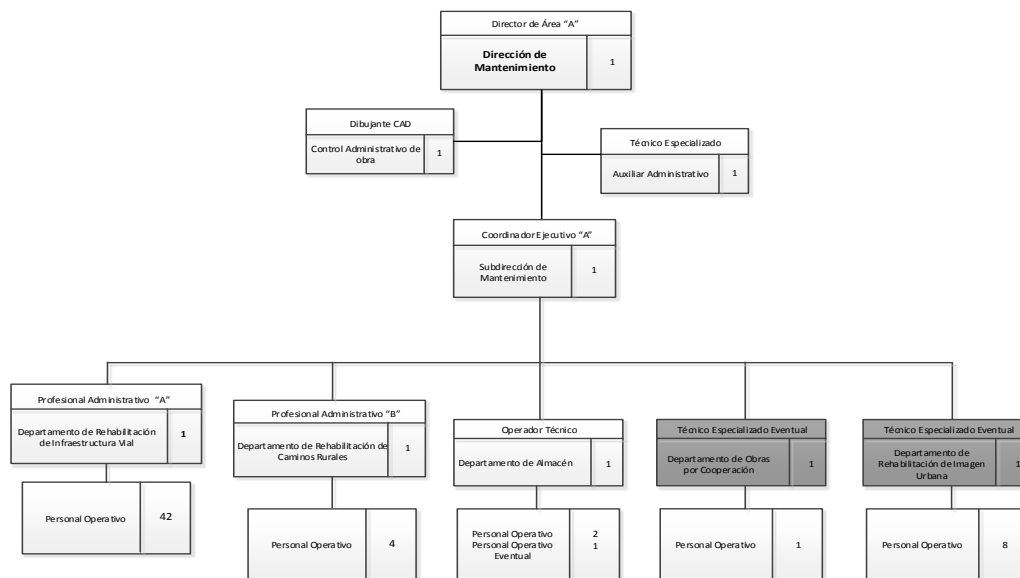 Director de Área “A”
Dirección de
Mantenimiento
1
Dibujante CAD
Control Administrativo de
obra
1
Técnico Especializado
Auxiliar Administrativo
1
Coordinador Ejecutivo “A”
Subdirección de
Mantenimiento
1
Profesional Administrativo “A”
Departamento de Rehabilitación
de Infraestructura Vial
1
Personal Operativo
42
Profesional Administrativo “B”
Departamento de Rehabilitación de
Caminos Rurales
1
Personal Operativo
4
Operador Técnico
Departamento de Almacén
1
Personal Operativo 2
Personal Operativo 1
Eventual
Técnico Especializado Eventual
Departamento de Obras
por Cooperación
1
Personal Operativo
1
Técnico Especializado Eventual
Departamento de
Rehabilitación de Imagen
Urbana
1
Personal Operativo
8